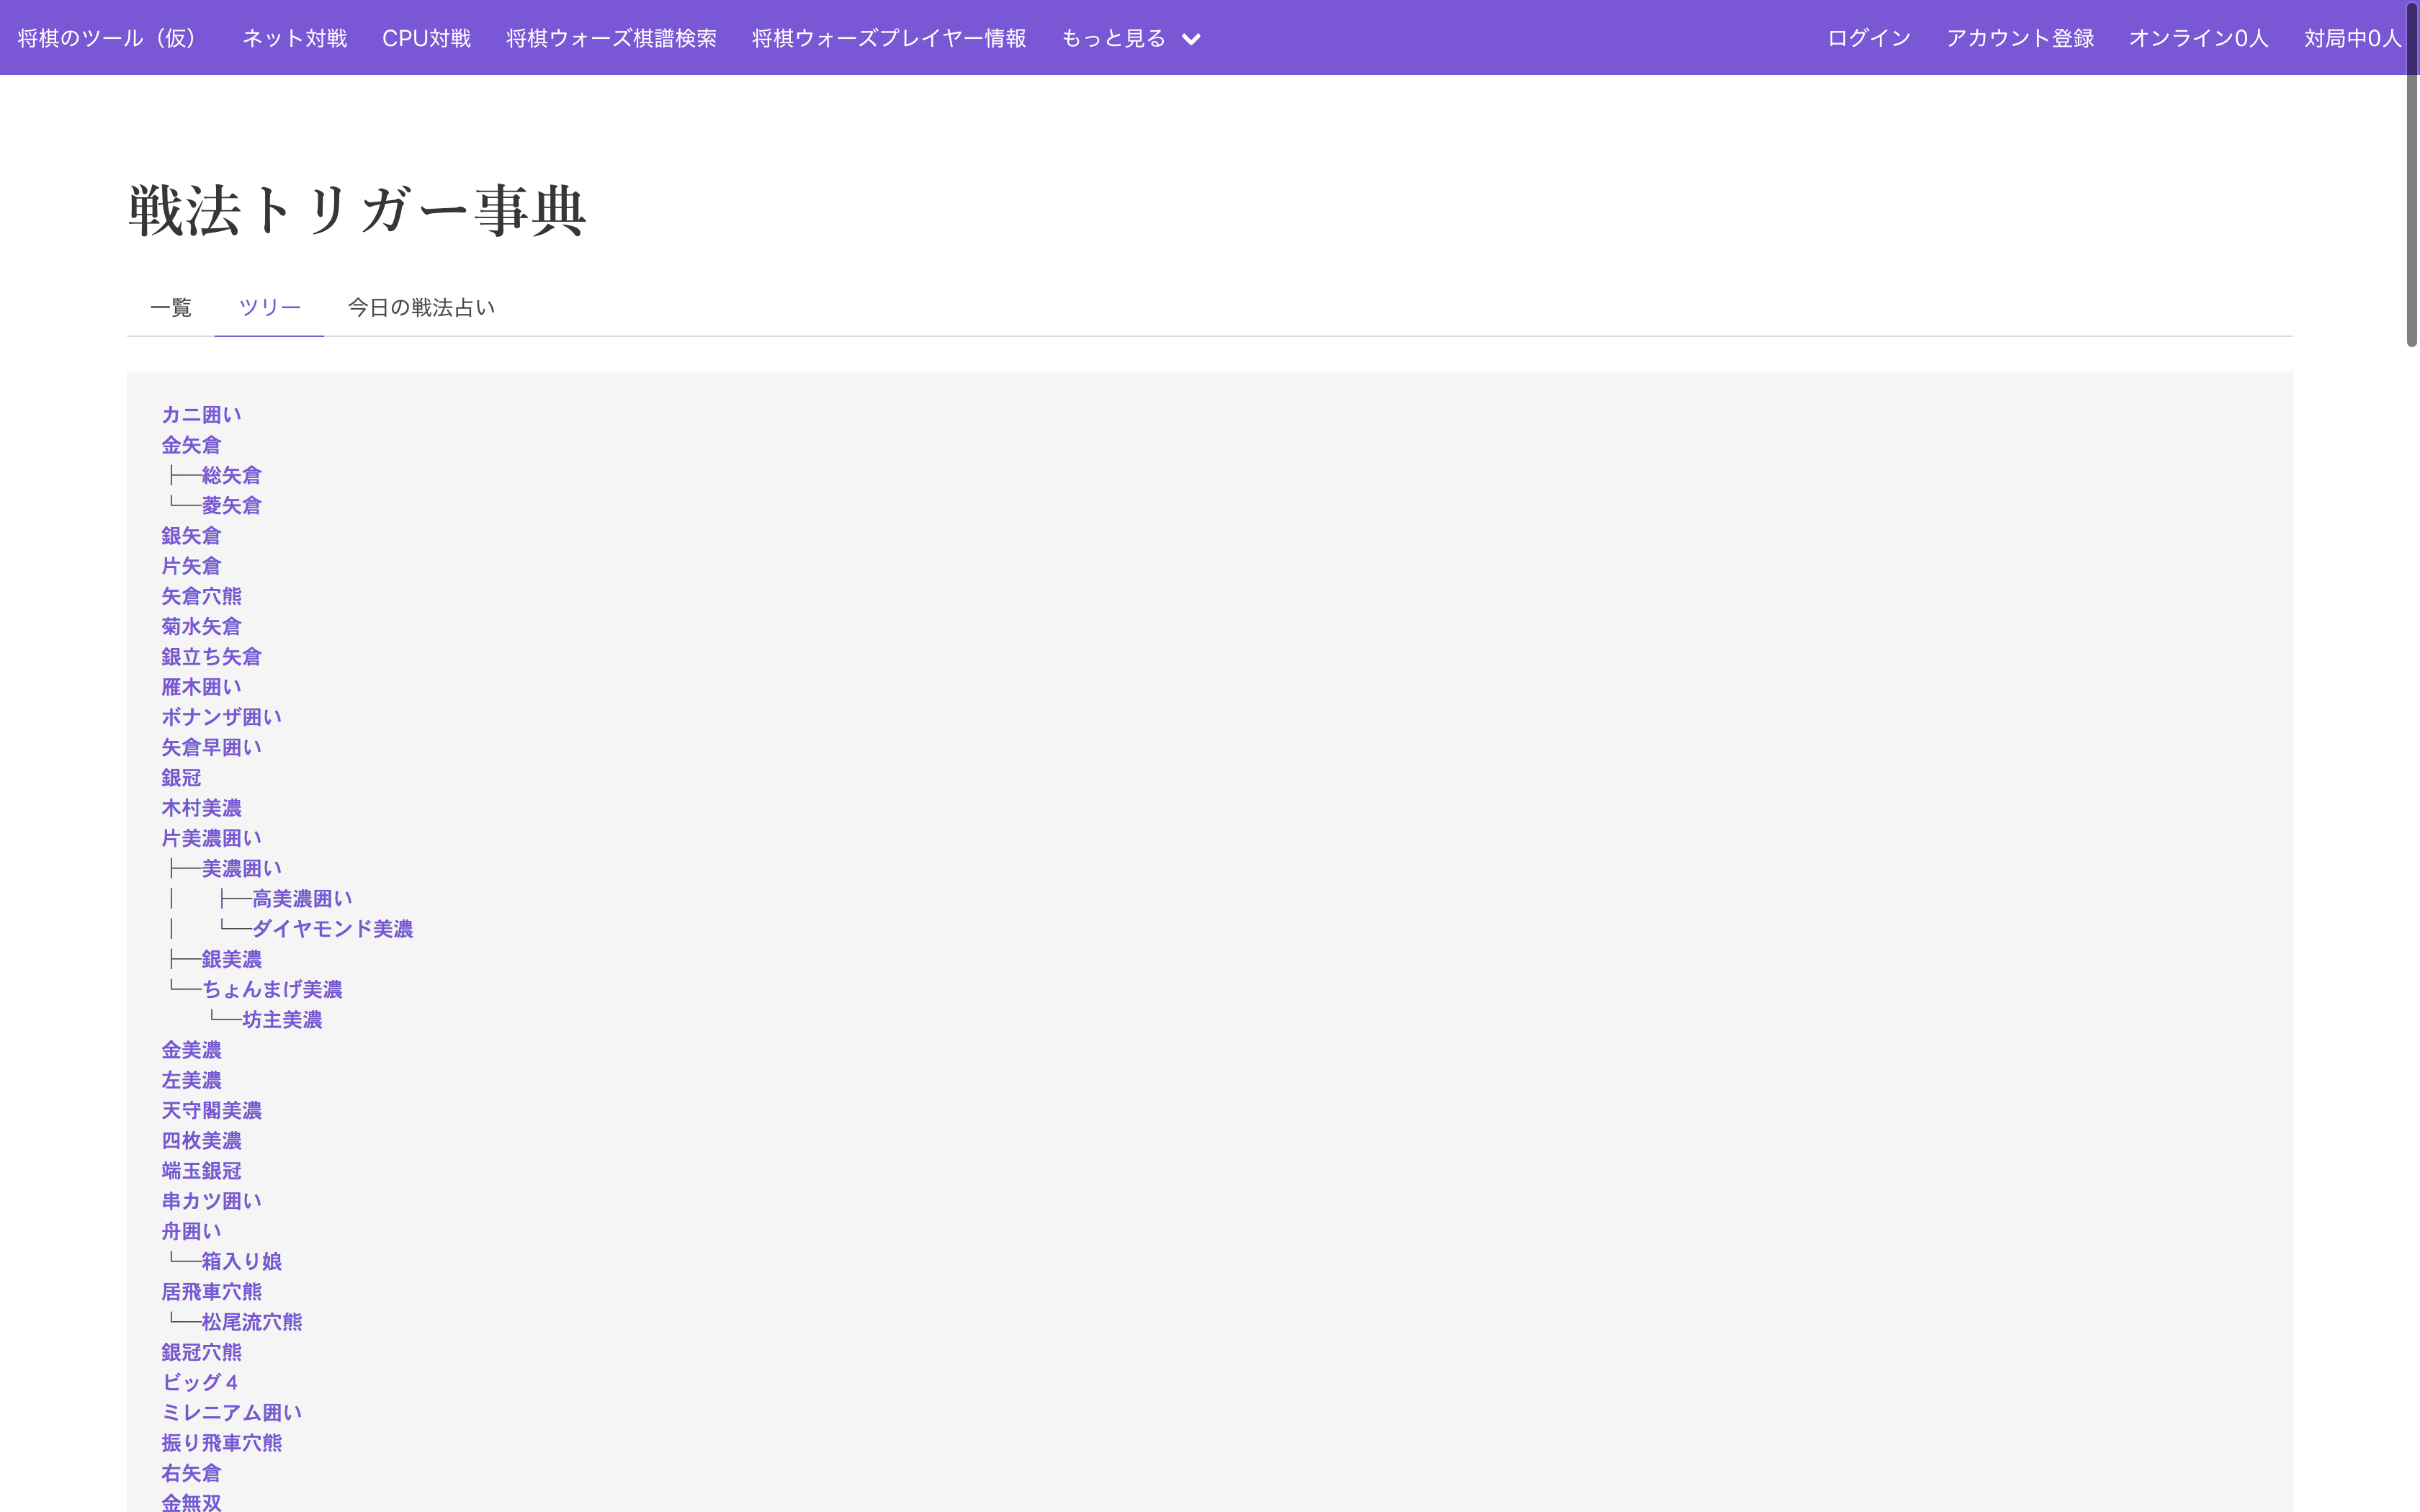 将棋のツール（仮） ネット対戦 CPU対戦 将棋ウォーズ棋譜検索 将棋ウォーズプレイヤー情報 もっと見る ログイン アカウント登録 オンライン0人 対局中0人
戦法トリガー事典
一覧 ツリー 今日の戦法占い
カニ囲い
金矢倉
├──総矢倉
└──菱矢倉
銀矢倉
片矢倉
矢倉穴熊
菊水矢倉
銀立ち矢倉
雁木囲い
ボナンザ囲い
矢倉早囲い
銀冠
木村美濃
片美濃囲い
├──美濃囲い
│   ├──高美濃囲い
│   └──ダイヤモンド美濃
├──銀美濃
└──ちょんまげ美濃
    └──坊主美濃
金美濃
左美濃
天守閣美濃
四枚美濃
端玉銀冠
串カツ囲い
舟囲い
└──箱入り娘
居飛車穴熊
└──松尾流穴熊
銀冠穴熊
ビッグ４
ミレニアム囲い
振り飛車穴熊
右矢倉
金無双